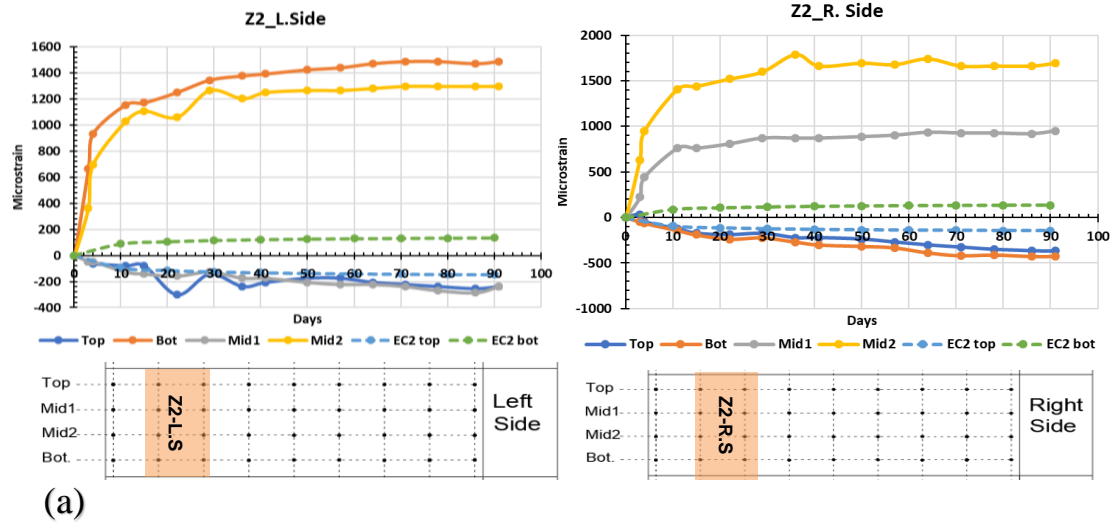 Z2_L.Side
1600
1400
1200
1000
800
600
400
200
0
-200
-400
Microstrain
0 10 20 30 40 50 60 70 80 90 100
Days
Top Bot Mid1 Mid2 EC2 top EC2 bot
Top
Mid1
Mid2
Bot.
Z2-L.S
Left
Side
(a)
Z2_R. Side
2000
1500
1000
500
0
-500
-1000
Microstrain
0 10 20 30 40 50 60 70 80 90 100
Days
Top Bot Mid1 Mid2 EC2 top EC2 bot
Top
Mid1
Mid2
Bot.
Z2-R.S
Right
Side